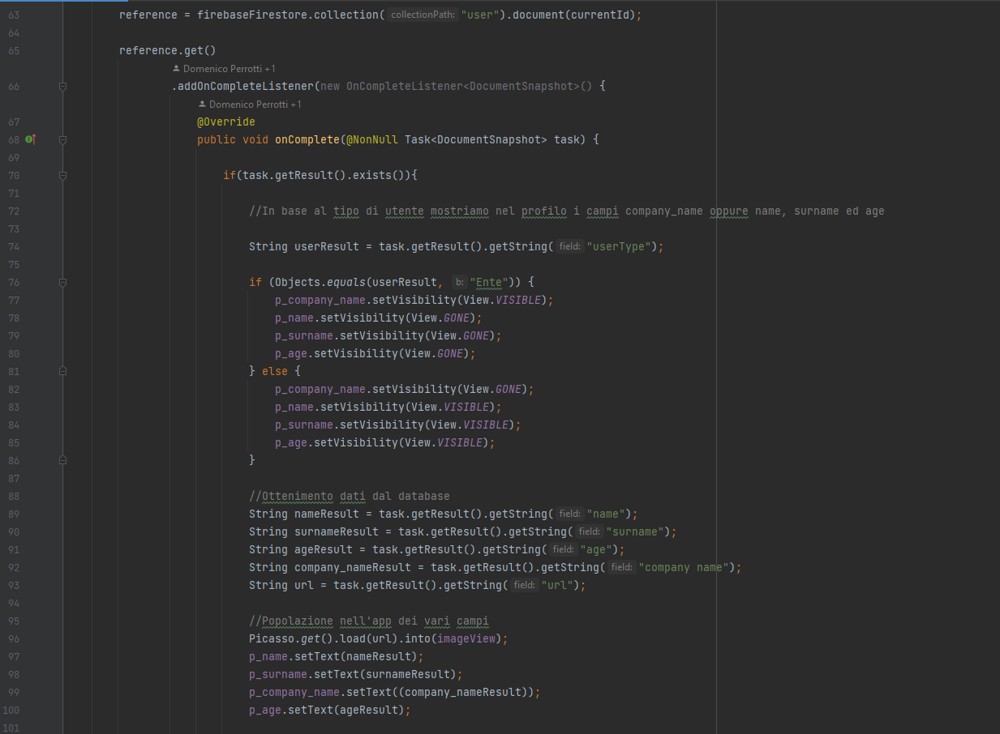 63 reference = firebaseFirestore.collection( collectionPath: "user").document(currentId);
64
65 reference.get()
Domenico Perrotti +1
66 .addOnCompleteListener(new OnCompleteListener<DocumentSnapshot>() {
Domenico Perrotti +1
67 @Override
68 public void onComplete(@NonNull Task<DocumentSnapshot> task) {
69
70 if(task.getResult().exists()){
71
72 //In base al tipo di utente mostriamo nel profilo i campi company_name oppure name, surname ed age
73
74 String userResult = task.getResult().getString( field: "userType");
75
76 if (Objects.equals(userResult, b: "Ente")) {
77 p_company_name.setVisibility(View.VISIBLE);
78 p_name.setVisibility(View.GONE);
79 p_surname.setVisibility(View.GONE);
80 p_age.setVisibility(View.GONE);
81 } else {
82 p_company_name.setVisibility(View.GONE);
83 p_name.setVisibility(View.VISIBLE);
84 p_surname.setVisibility(View.VISIBLE);
85 p_age.setVisibility(View.VISIBLE);
86 }
87
88 //Ottenimento dati dal database
89 String nameResult = task.getResult().getString( field: "name");
90 String surnameResult = task.getResult().getString( field: "surname");
91 String ageResult = task.getResult().getString( field: "age");
92 String company_nameResult = task.getResult().getString( field: "company name");
93 String url = task.getResult().getString( field: "url");
94
95 //Popolazione nell'app dei vari campi
96 Picasso.get().load(url).into(imageView);
97 p_name.setText(nameResult);
98 p_surname.setText(surnameResult);
99 p_company_name.setText((company_nameResult));
100 p_age.setText(ageResult);
101